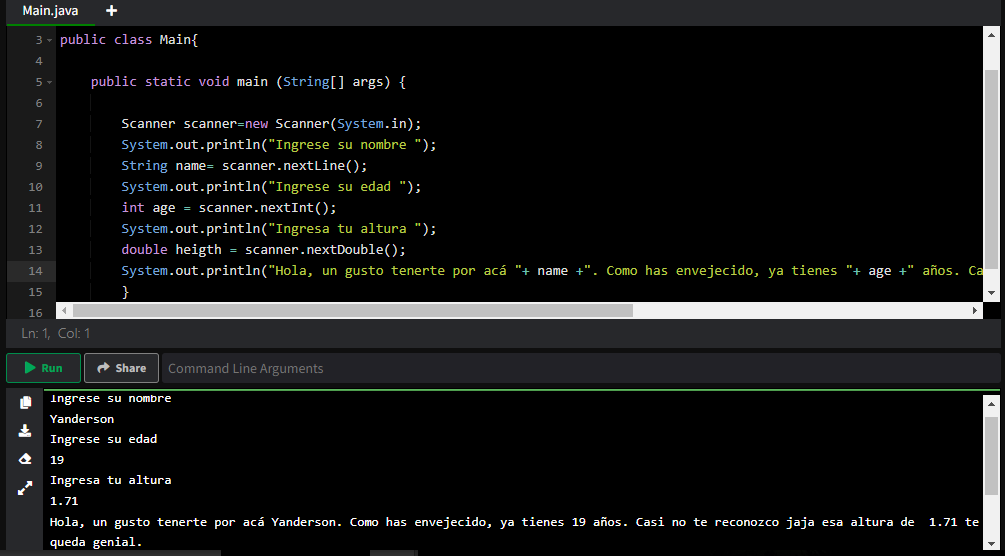 Main.java +
3 public class Main{
4
5 public static void main (String[] args) {
6
7 Scanner scanner=new Scanner(System.in);
8 System.out.println("Ingrese su nombre ");
9 String name= scanner.nextLine();
10 System.out.println("Ingrese su edad ");
11 int age = scanner.nextInt();
12 System.out.println("Ingresa tu altura ");
13 double heigth = scanner.nextDouble();
14 System.out.println("Hola, un gusto tenerte por acá "+ name +". Como has envejecido, ya tienes "+ age +" años. Ca
15 }
16
Ln: 1, Col: 1
Run Share Command Line Arguments
Ingrese su nombre
Yanderson
Ingrese su edad
19
Ingresa tu altura
1.71
Hola, un gusto tenerte por acá Yanderson. Como has envejecido, ya tienes 19 años. Casi no te reconozco jaja esa altura de  1.71 te
queda genial.